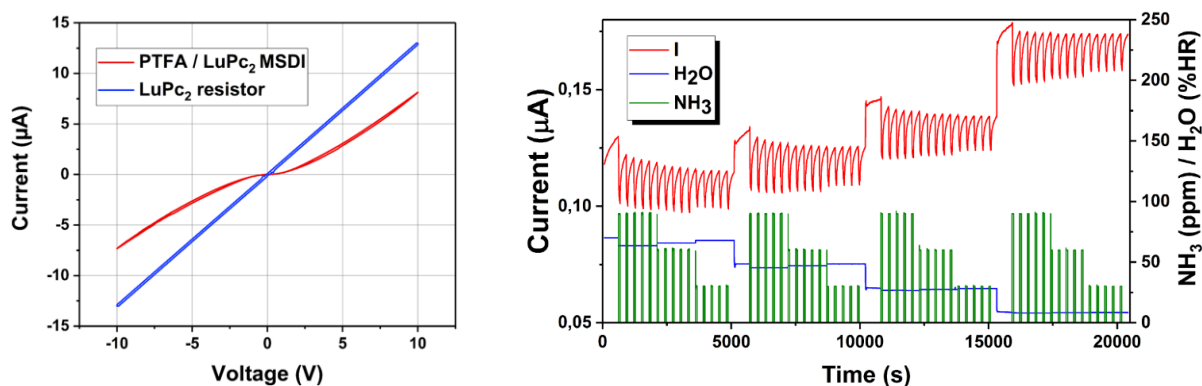 15
10
5
0
-5
-10
-15
Current (µA)
PTFA / LuPc₂ MSDI
LuPc₂ resistor
-10
-5
0
5
10
Voltage (V)
0,15
0,10
0,05
Current (µA)
I
H₂O
NH₃
250
200
150
100
50
0
NH₃ (ppm) / H₂O (%HR)
0
5000
10000
15000
20000
Time (s)